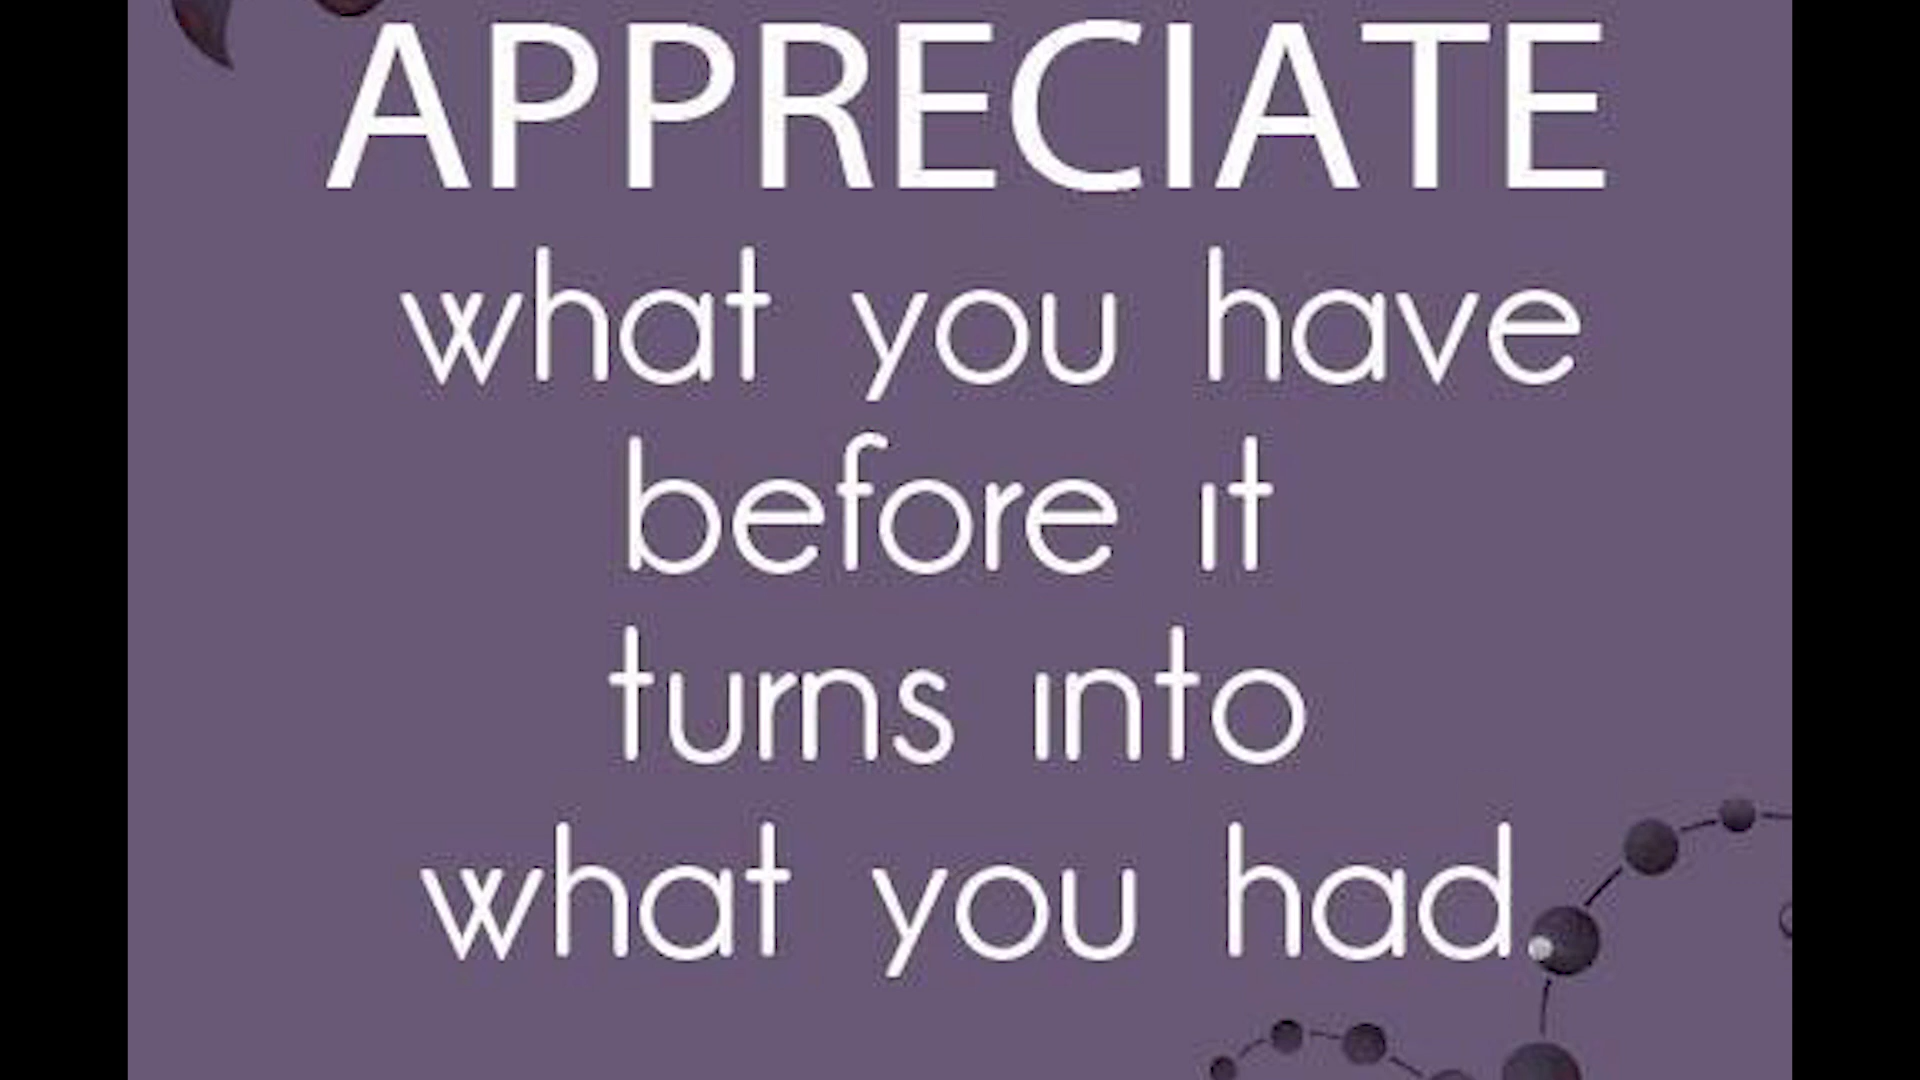 APPRECIATE
what you have
before it
turns into
what you had.